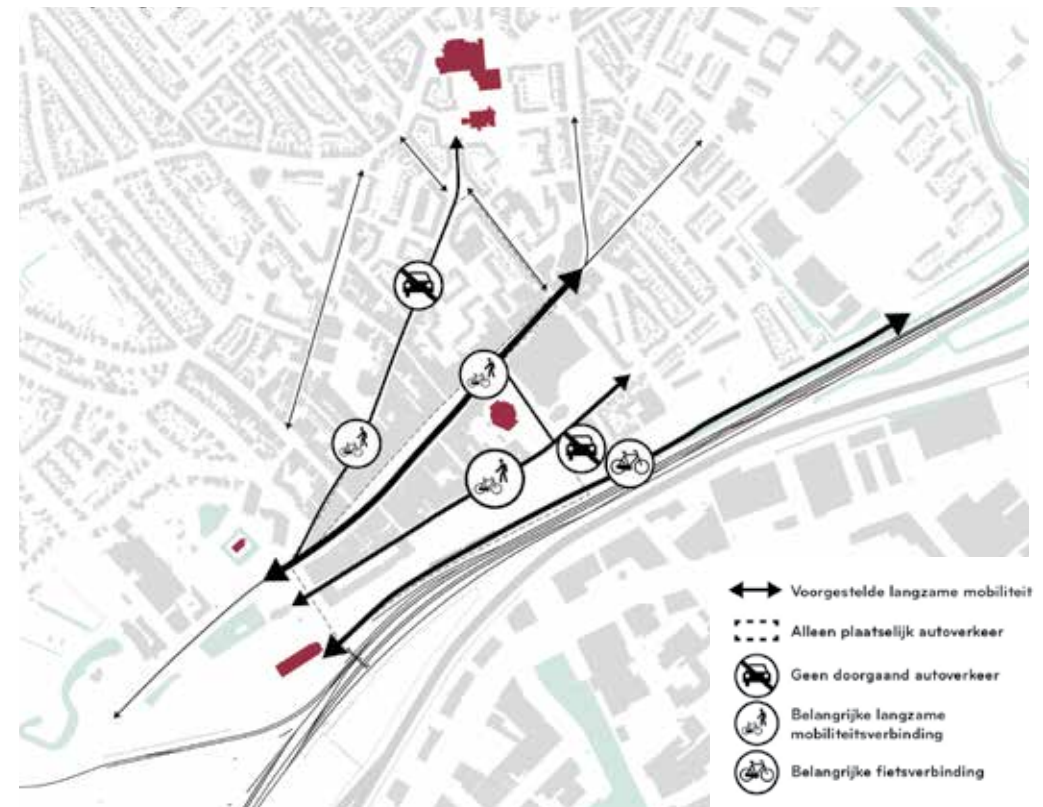 Voorgestelde langzame mobiliteit
Alleen plaatselijk autoverkeer
Geen doorgaand autoverkeer
Belangrijke langzame
mobiliteitsverbinding
Belangrijke fietsverbinding